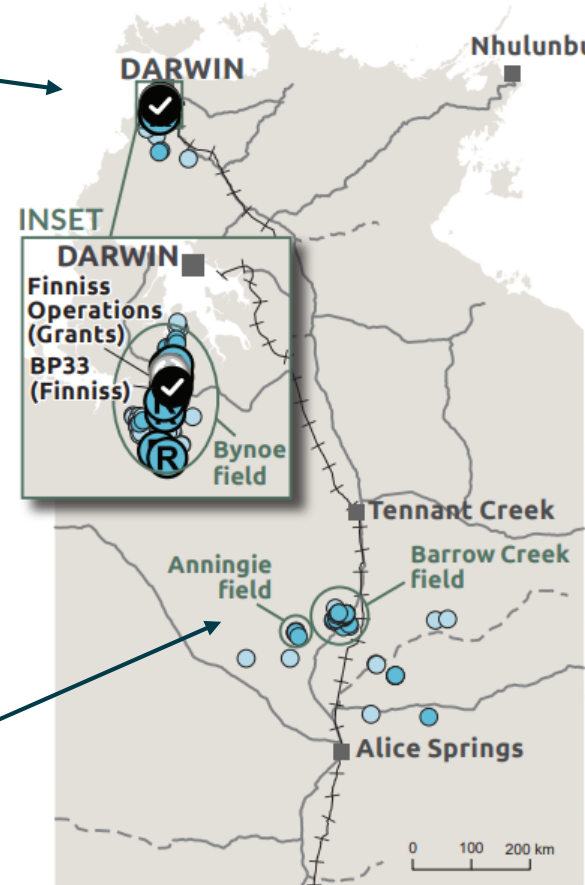 Nhulunbu
DARWIN
INSET
DARWIN
Finniss
Operations
(Grants)
BP33
(Finniss)
R
R
Bynoe
field
Tennant Creek
Anningie
field
Barrow Creek
field
Alice Springs
0 100 200 km